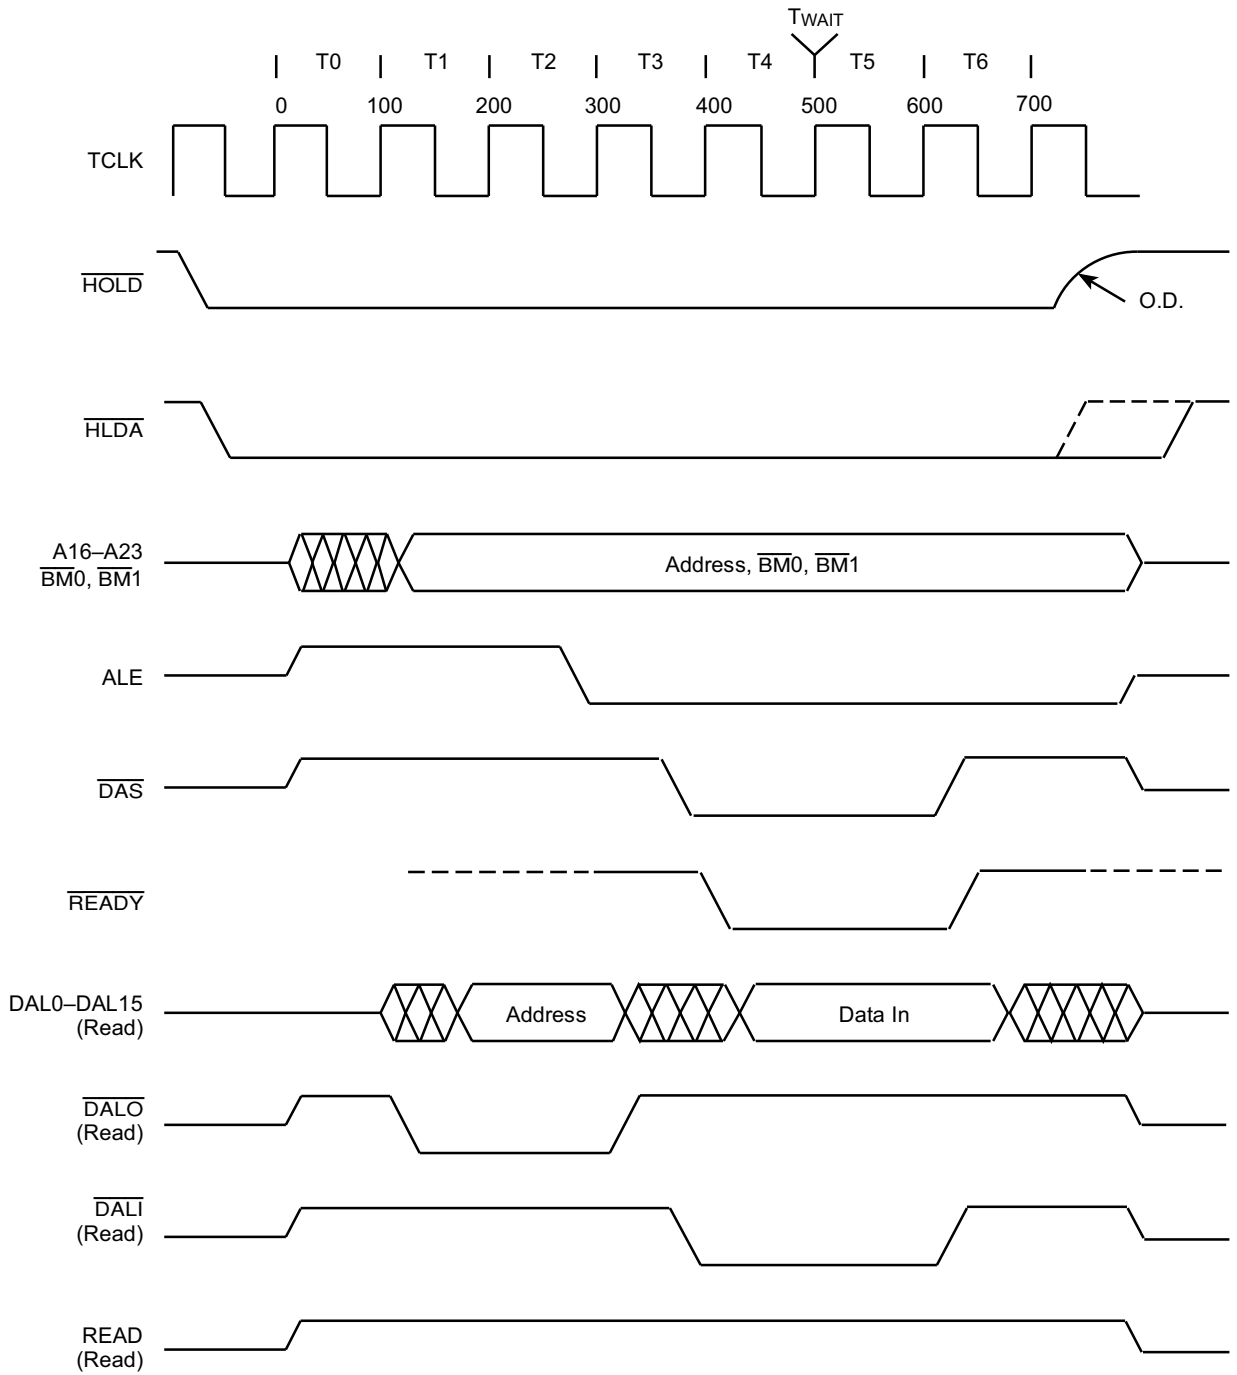 TWAIT
T0 T1 T2 T3 T4 T5 T6
0 100 200 300 400 500 600 700
TCLK
HOLD
O.D.
HLDA
A16–A23
BM0, BM1
Address, BM0, BM1
ALE
DAS
READY
DAL0–DAL15
(Read)
Address
Data In
DALO
(Read)
DALI
(Read)
READ
(Read)